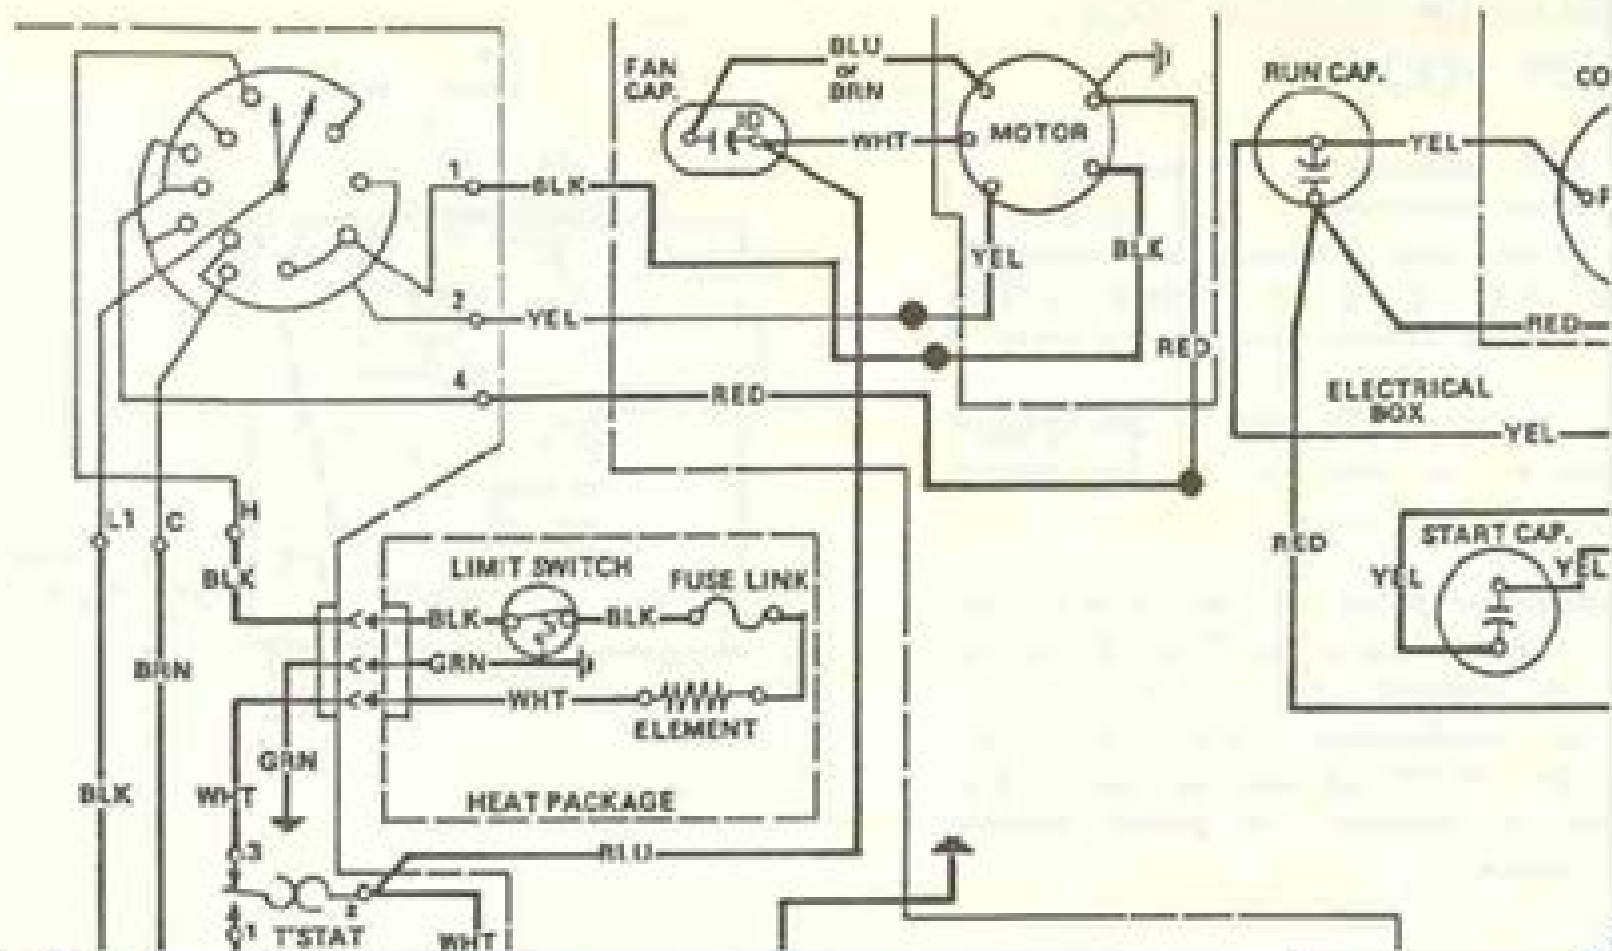 FAN
CAP.
BLU
or
BRN
RUN CAP.
CO
ID
WHT
MOTOR
YEL
1
BLK
YEL
BLK
2
YEL
RED
RED
4
RED
ELECTRICAL
BOX
YEL
L1
C
H
RED
START CAP.
YEL
YEL
BLK
LIMIT SWITCH
FUSE LINK
BLK
BLK
GRN
BRN
WHT
ELEMENT
GRN
BLK
WHT
HEAT PACKAGE
3
BLU
2
1
T'STAT
WHT